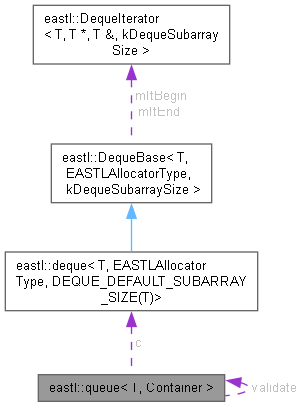 eastl::DequeIterator
< T, T *, T &, kDequeSubarray
Size >
mItBegin
mItEnd
eastl::DequeBase< T,
EASTLAllocatorType,
kDequeSubarraySize >
eastl::deque< T, EASTLAllocator
Type, DEQUE_DEFAULT_SUBARRAY
_SIZE(T)>
c
eastl::queue< T, Container >
validate